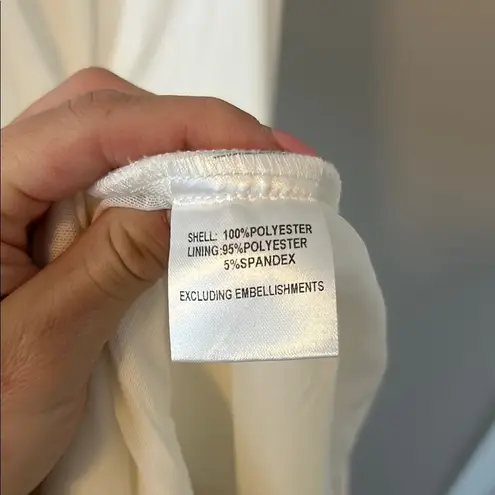 SHELL: 100%POLYESTER
LINING:95%POLYESTER
5%SPANDEX
EXCLUDING EMBELLISHMENTS